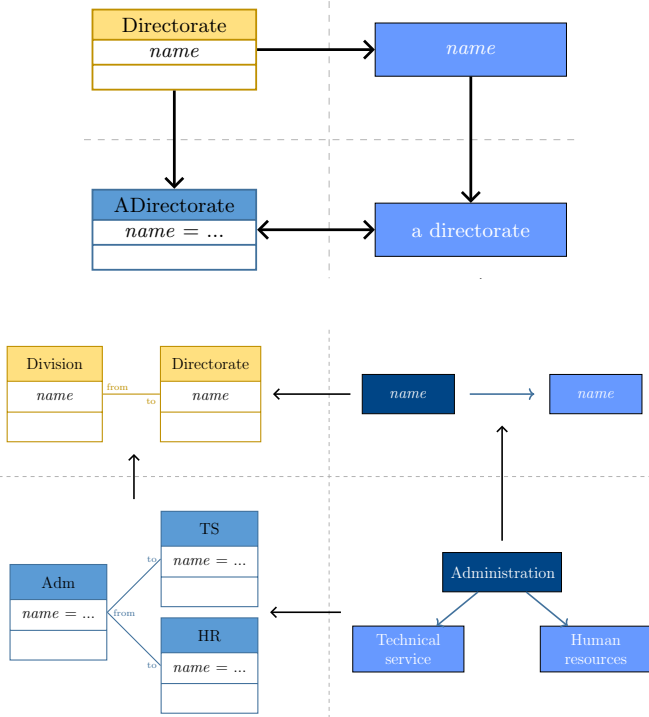 Directorate
name
name
ADirectorate
name = ...
a directorate
Division
name
from
to
Directorate
name
name
name
TS
name = ...
to
Adm
name = ...
from
to
HR
name = ...
Administration
Technical
service
Human
resources